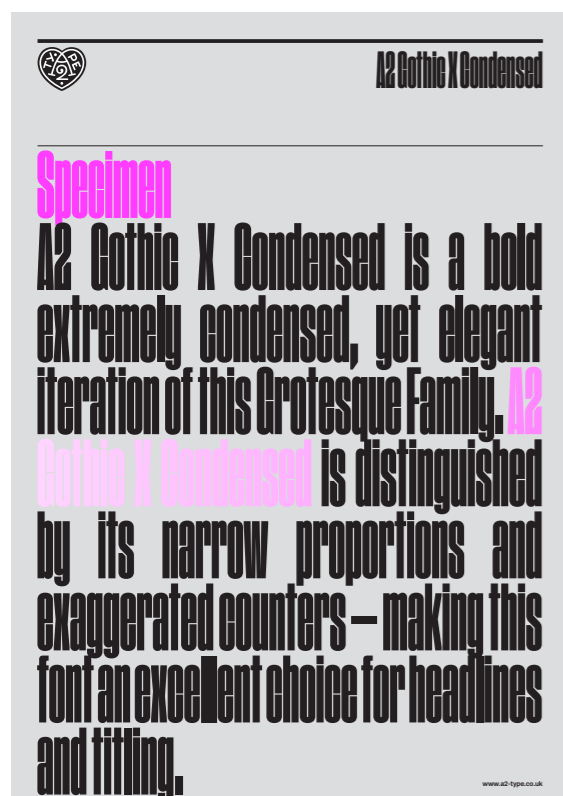 A2 TYPE
A2 Gothic X Condensed
Specimen
A2 Gothic X Condensed is a bold
extremely condensed, yet elegant
iteration of this Grotesque Family. A2
Gothic X Condensed is distinguished
by its narrow proportions and
exaggerated counters – making this
font an excellent choice for headlines
and titling.
www.a2-type.co.uk